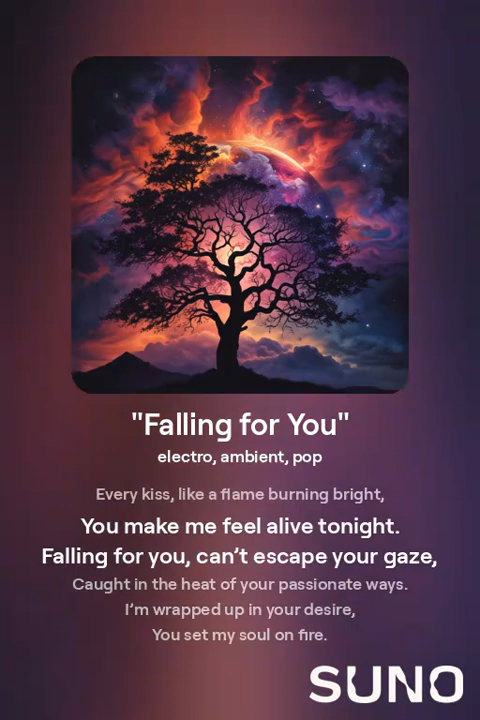 "Falling for You"
electro, ambient, pop
Every kiss, like a flame burning bright,
You make me feel alive tonight.
Falling for you, can’t escape your gaze,
Caught in the heat of your passionate ways.
I’m wrapped up in your desire,
You set my soul on fire.
SUNO